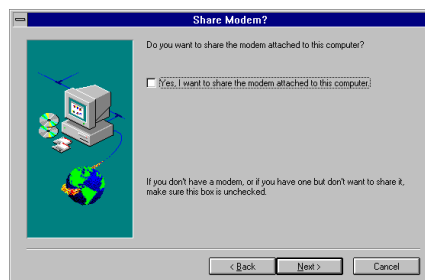 Share Modem?
Do you want to share the modem attached to this computer?
Yes, I want to share the modem attached to this computer.
If you don't have a modem, or if you have one but don't want to share it,
make sure this box is unchecked.
< Back Next > Cancel